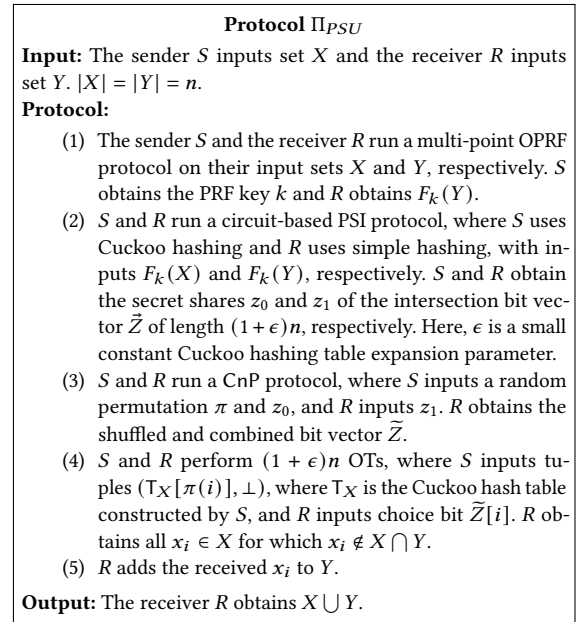 Protocol Π_PSU
Input: The sender S inputs set X and the receiver R inputs
set Y. |X| = |Y| = n.
Protocol:
(1) The sender S and the receiver R run a multi-point OPRF
protocol on their input sets X and Y, respectively. S
obtains the PRF key k and R obtains F_k(Y).
(2) S and R run a circuit-based PSI protocol, where S uses
Cuckoo hashing and R uses simple hashing, with in-
puts F_k(X) and F_k(Y), respectively. S and R obtain
the secret shares z_0 and z_1 of the intersection bit vec-
tor Z⃗ of length (1 + ϵ)n, respectively. Here, ϵ is a small
constant Cuckoo hashing table expansion parameter.
(3) S and R run a CnP protocol, where S inputs a random
permutation π and z_0, and R inputs z_1. R obtains the
shuffled and combined bit vector Z̃.
(4) S and R perform (1 + ϵ)n OTs, where S inputs tu-
ples (T_X[π(i)], ⊥), where T_X is the Cuckoo hash table
constructed by S, and R inputs choice bit Z̃[i]. R ob-
tains all x_i ∈ X for which x_i ∉ X ⋂ Y.
(5) R adds the received x_i to Y.
Output: The receiver R obtains X ⋃ Y.